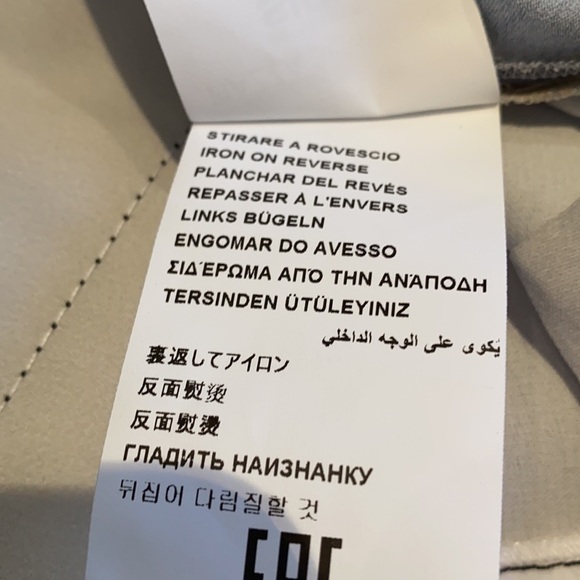 STIRARE A ROVESCIO
IRON ON REVERSE
PLANCHAR DEL REVÉS
REPASSER À L'ENVERS
LINKS BÜGELN
ENGOMAR DO AVESSO
ΣΙΔΈΡΩΜΑ ΑΠΌ ΤΗΝ ΑΝΆΠΟΔΗ
TERSINDEN ÜTÜLEYINIZ
يُكوى على الوجه الداخلي
裏返してアイロン
反面熨烫
反面熨燙
ГЛАДИТЬ НАИЗНАНКУ
뒤집어 다림질할 것